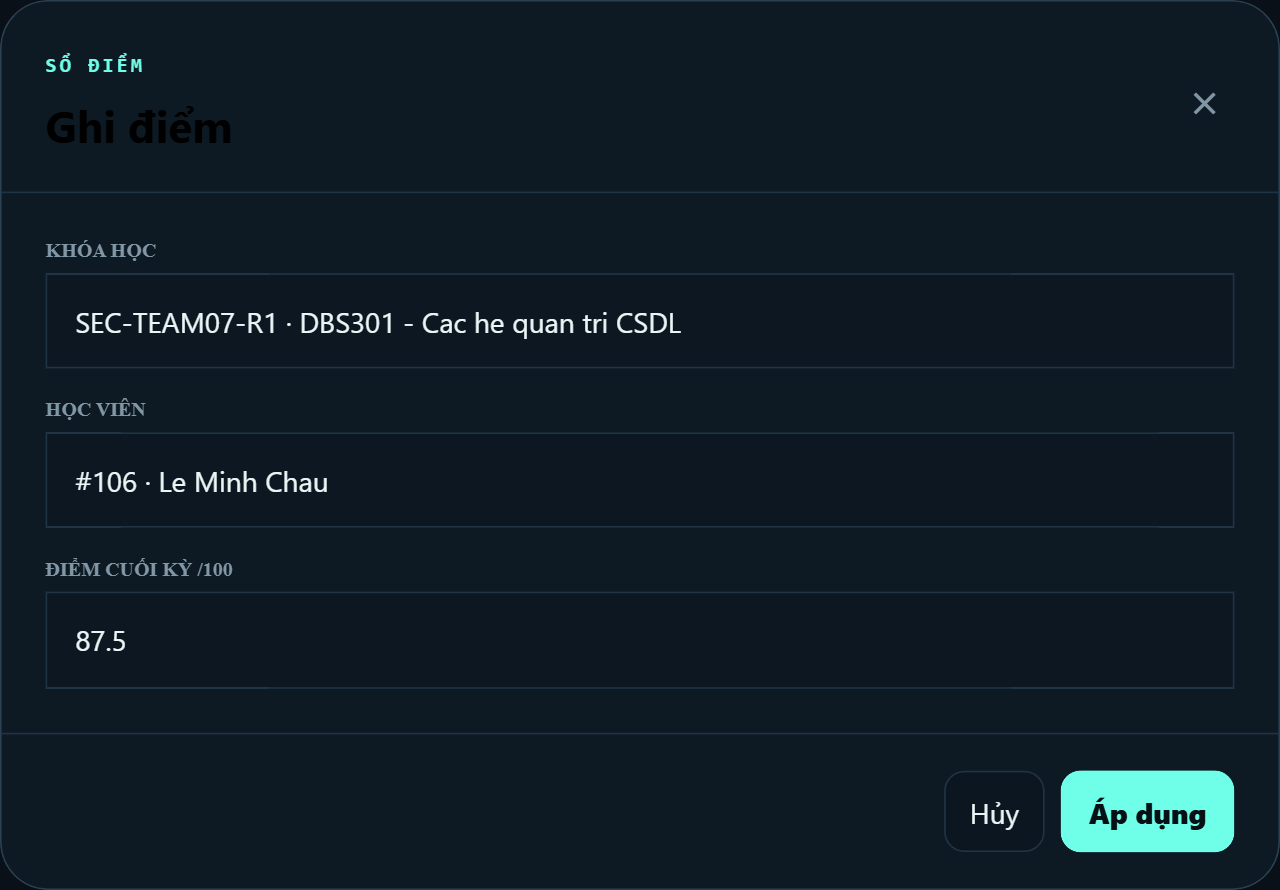 SỔ ĐIỂM
Ghi điểm
KHÓA HỌC
SEC-TEAM07-R1 · DBS301 - Cac he quan tri CSDL
HỌC VIÊN
#106 · Le Minh Chau
ĐIỂM CUỐI KỲ /100
87.5
Hủy
Áp dụng